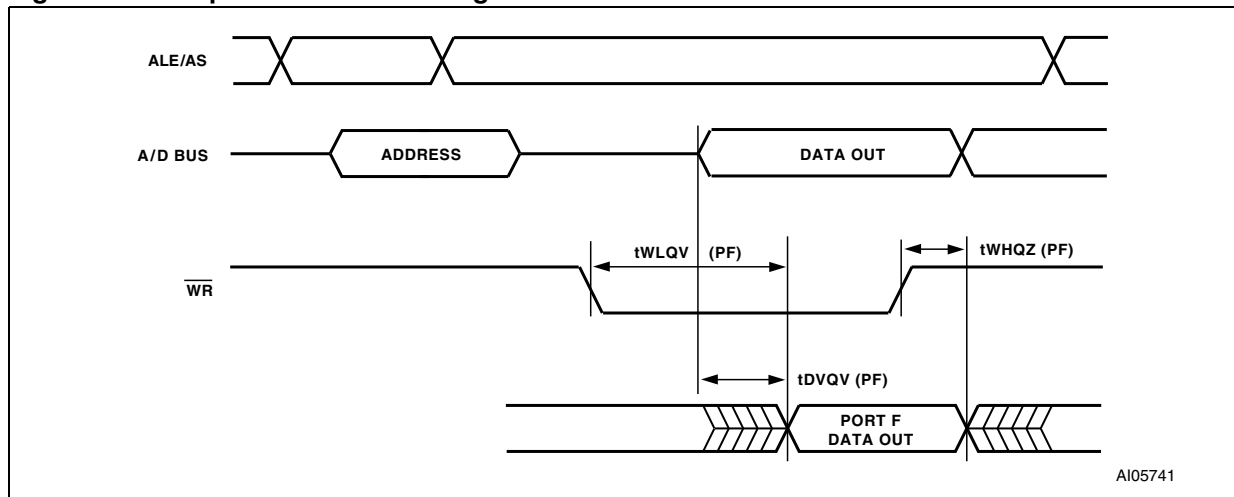 ALE/AS
A/D BUS
ADDRESS
DATA OUT
tWLQV (PF)
tWHQZ (PF)
WR
tDVQV (PF)
PORT F
DATA OUT
AI05741